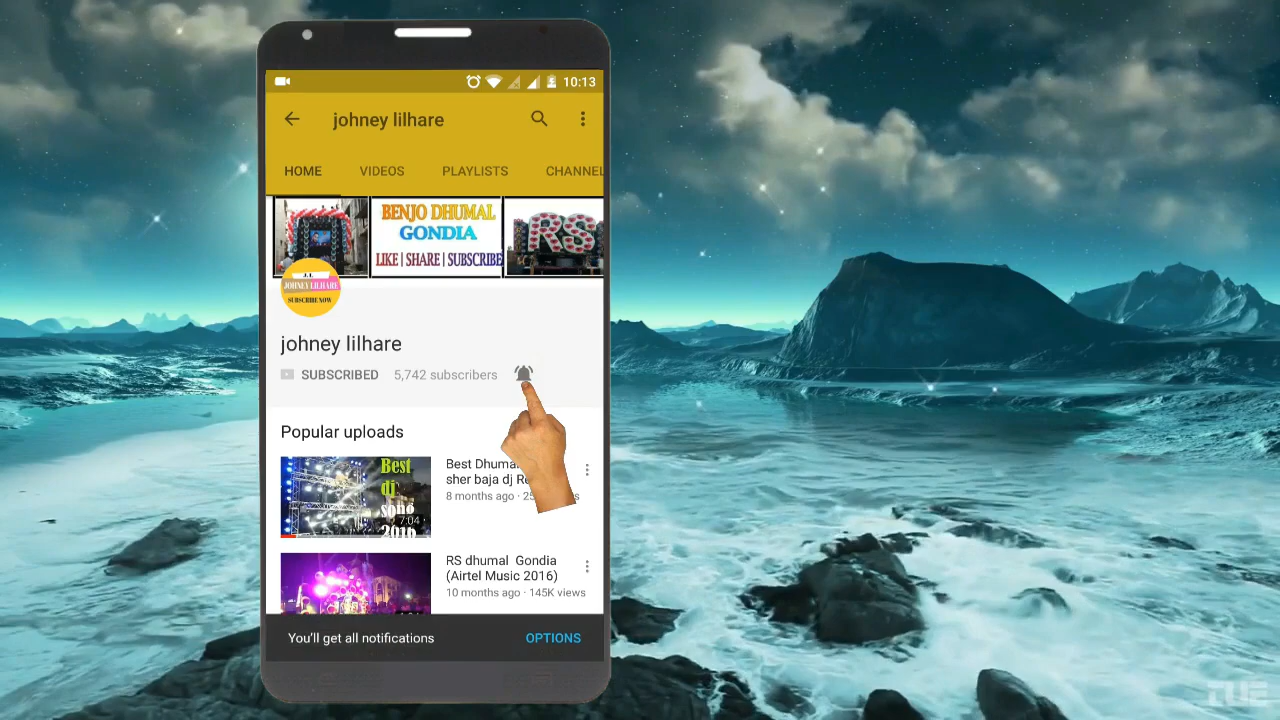 10:13
johney lilhare
HOME VIDEOS PLAYLISTS CHANNEL
BENJO DHUMAL
GONDIA
LIKE | SHARE | SUBSCRIBE
RS
JOHNEY LILHARE
SUBSCRIBE NOW
johney lilhare
SUBSCRIBED 5,742 subscribers
Popular uploads
Best
dj
song
2016
7:04
Best
sher baja dj
8 months ago
RS dhumal Gondia
(Airtel Music 2016)
10 months ago · 145K views
You'll get all notifications OPTIONS